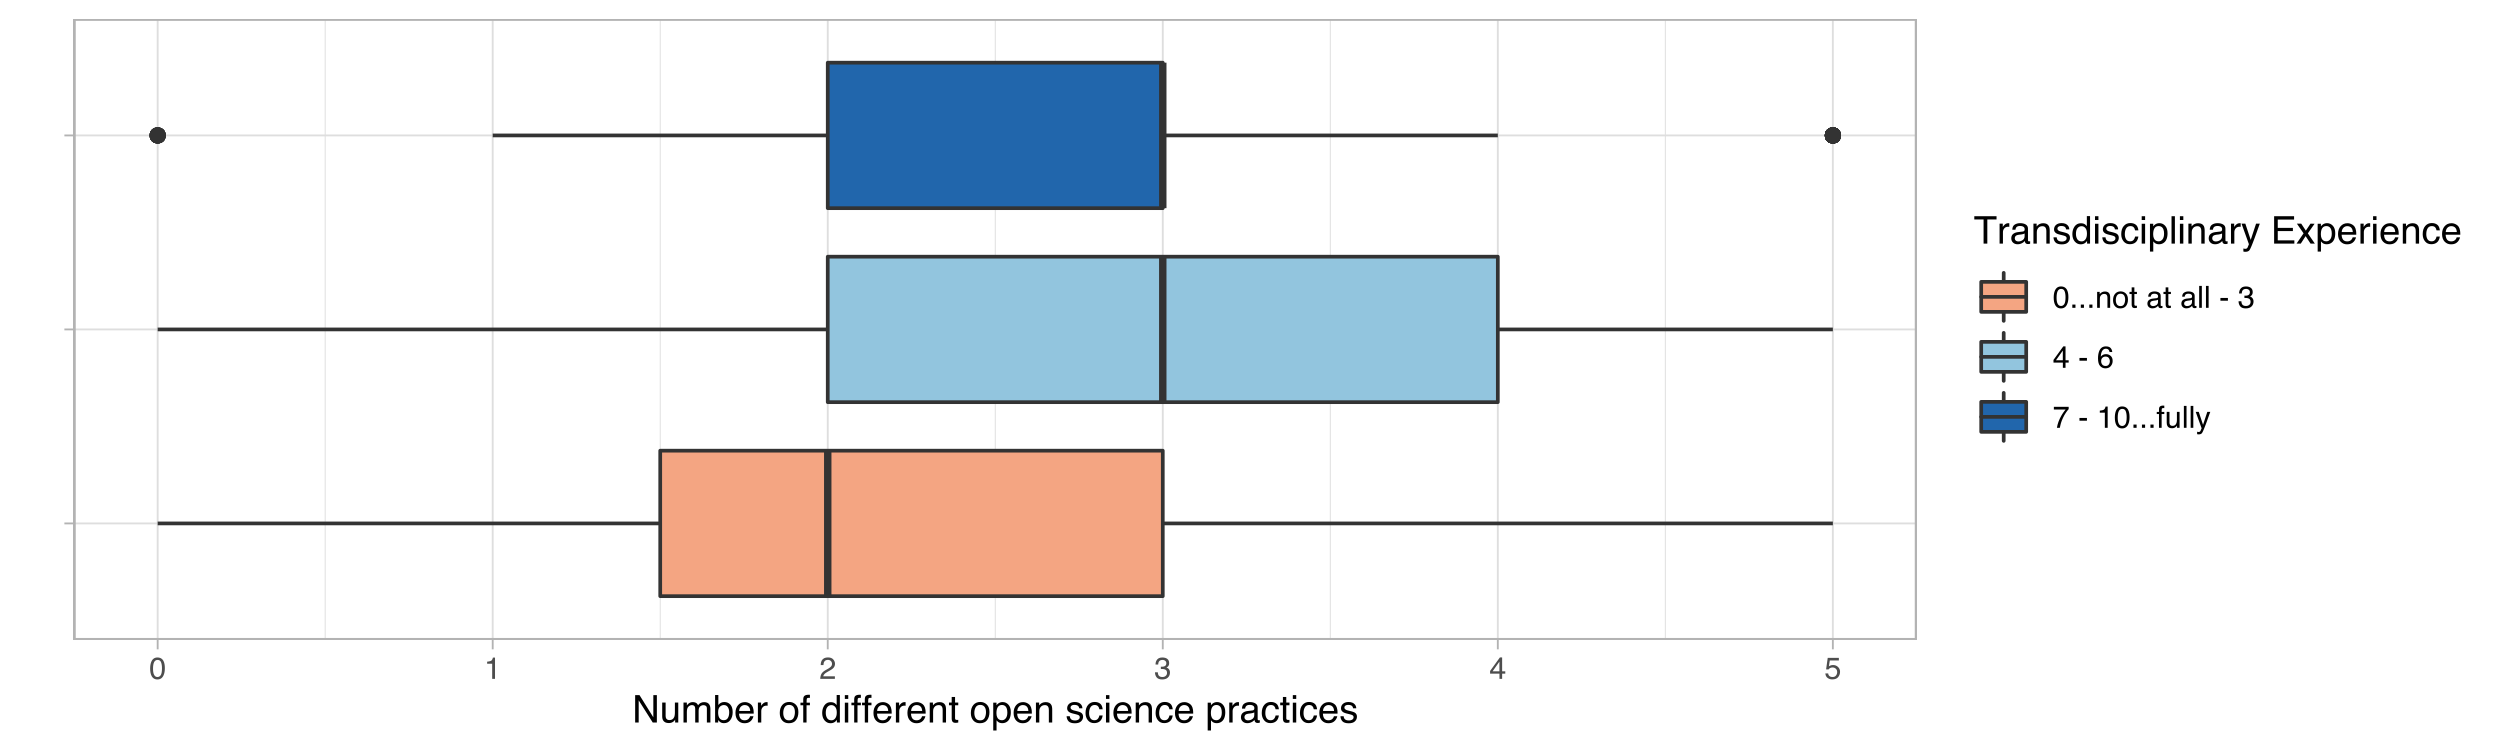 Transdisciplinary Experience
0...not at all - 3
4 - 6
7 - 10...fully
0 1 2 3 4 5
Number of different open science practices